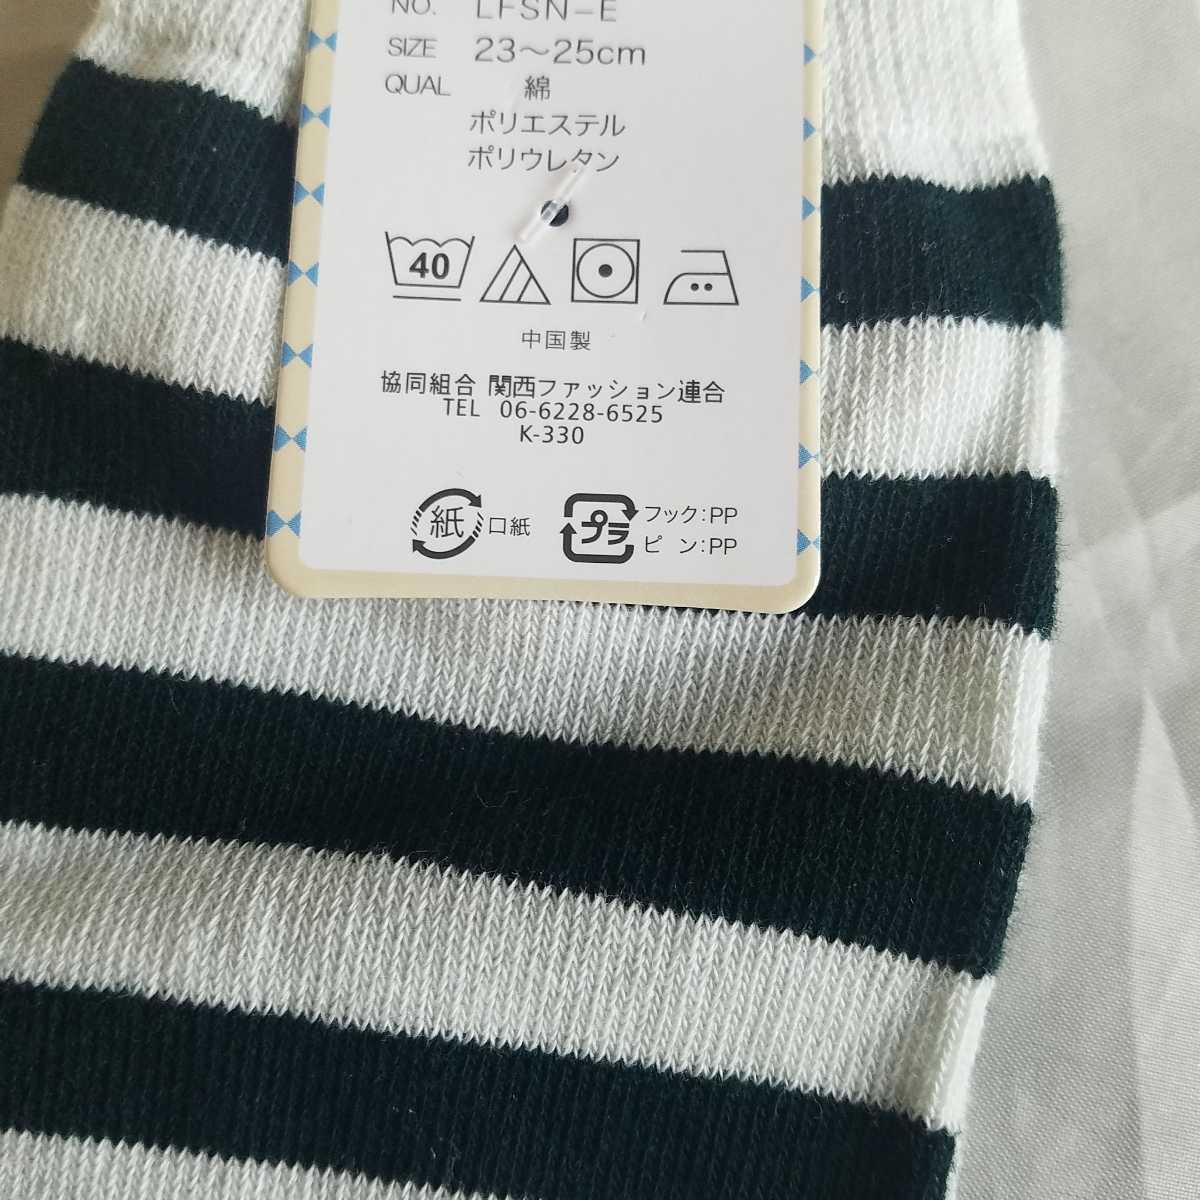 NO. LFSN-E
SIZE 23～25cm
QUAL 綿
ポリエステル
ポリウレタン
40
中国製
協同組合 関西ファッション連合
TEL 06-6228-6525
K-330
紙 口紙
プラ フック:PP
ピン:PP